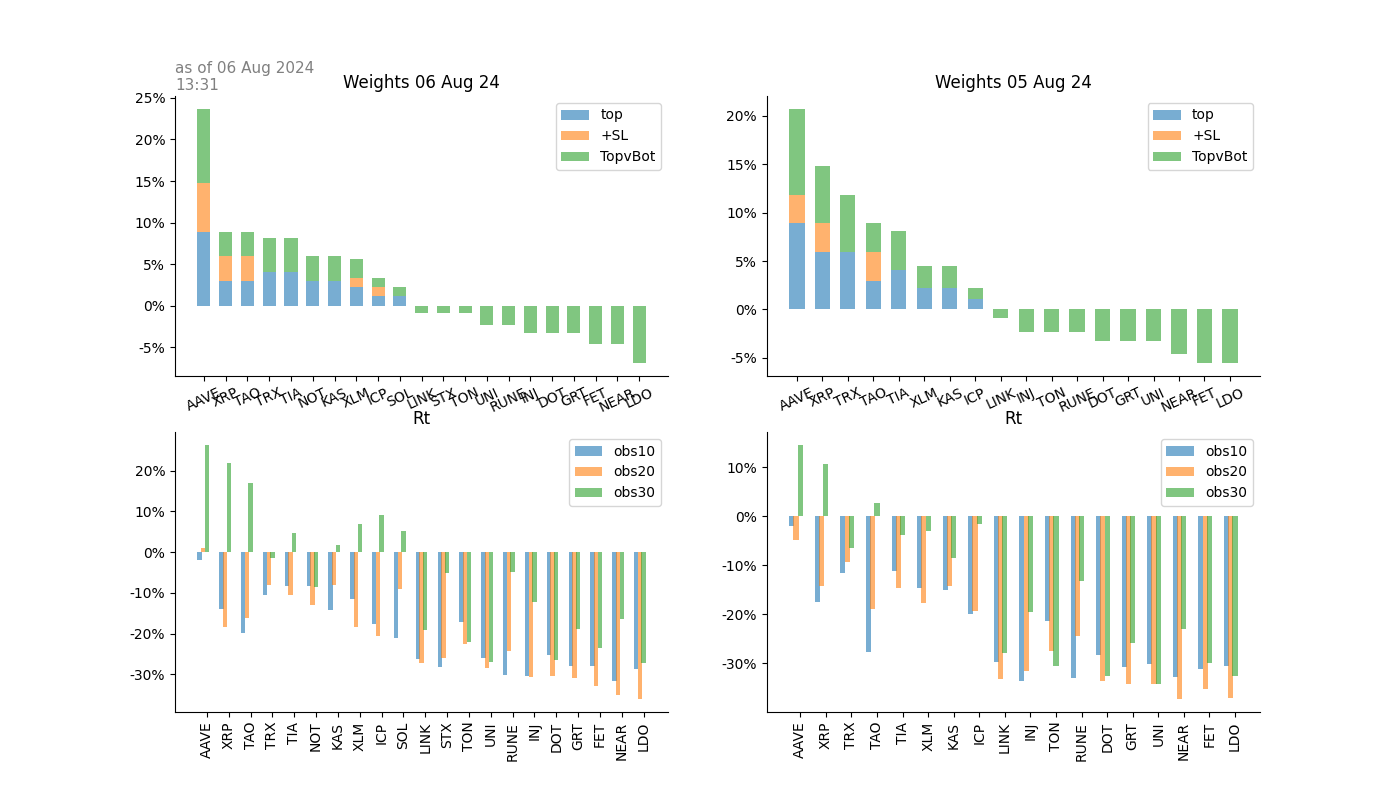 as of 06 Aug 2024
13:31
Weights 06 Aug 24
25%
20%
15%
10%
5%
0%
-5%
top
+SL
TopvBot
AAVE XRP TAO TRX TIA NOT KAS XLM ICP SOL LINK STX TON UNI RUNE INJ DOT GRT FET NEAR LDO
Weights 05 Aug 24
20%
15%
10%
5%
0%
-5%
top
+SL
TopvBot
AAVE XRP TRX TAO TIA XLM KAS ICP LINK INJ TON RUNE DOT GRT UNI NEAR FET LDO
Rt
20%
10%
0%
-10%
-20%
-30%
obs10
obs20
obs30
AAVE XRP TAO TRX TIA NOT KAS XLM ICP SOL LINK STX TON UNI RUNE INJ DOT GRT FET NEAR LDO
Rt
10%
0%
-10%
-20%
-30%
obs10
obs20
obs30
AAVE XRP TRX TAO TIA XLM KAS ICP LINK INJ TON RUNE DOT GRT UNI NEAR FET LDO